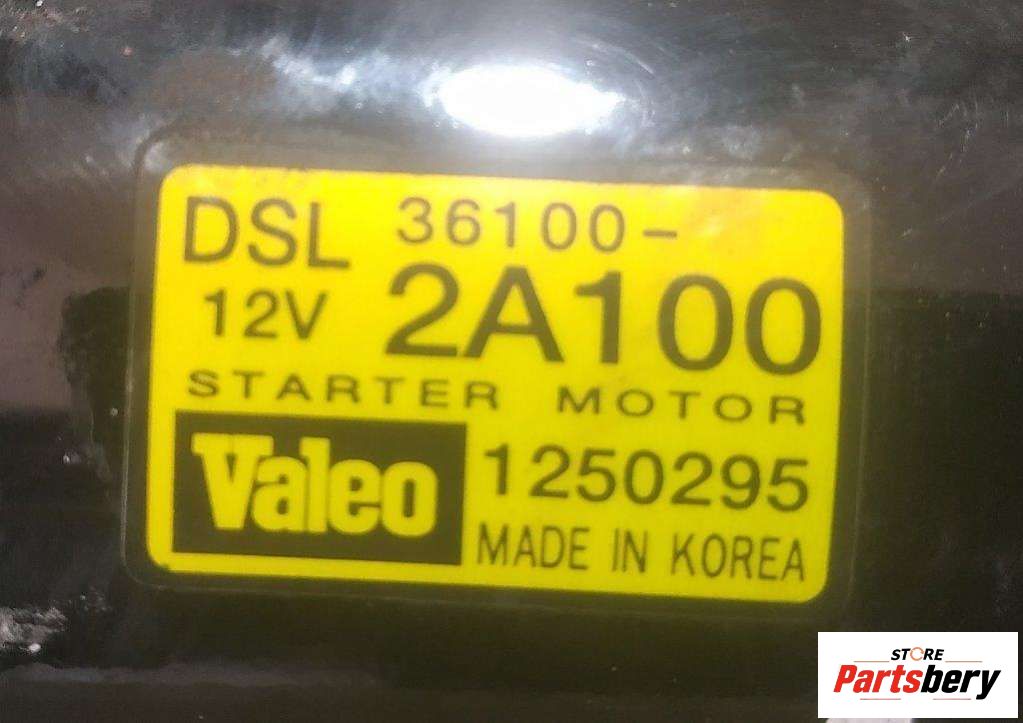 DSL 36100-
12V 2A100
STARTER MOTOR
Valeo 1250295
MADE IN KOREA
STORE
Partsbery